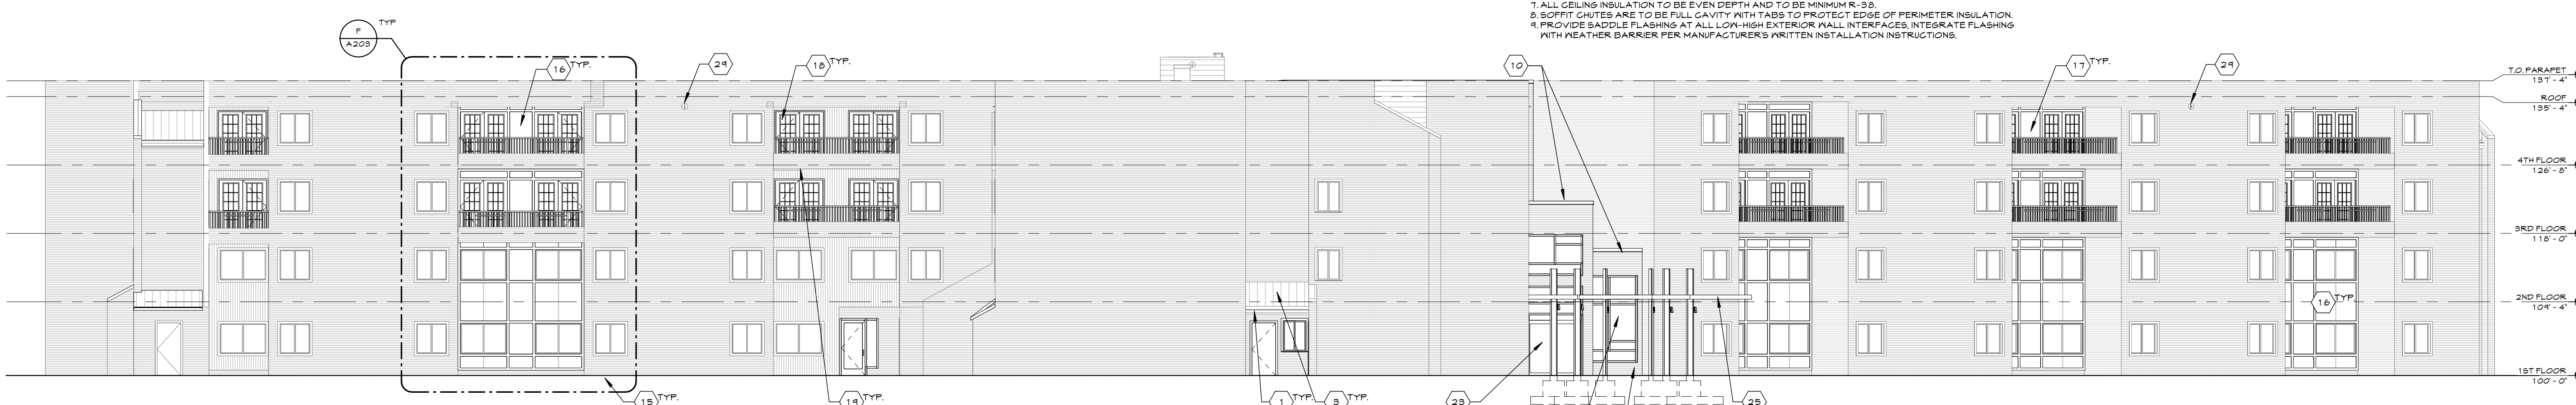 7. ALL CEILING INSULATION TO BE EVEN DEPTH AND TO BE MINIMUM R-38.
8. SOFFIT CHUTES ARE TO BE FULL CAVITY WITH TABS TO PROTECT EDGE OF PERIMETER INSULATION.
9. PROVIDE SADDLE FLASHING AT ALL LOW-HIGH EXTERIOR WALL INTERFACES, INTEGRATE FLASHING
WITH WEATHER BARRIER PER MANUFACTURER'S WRITTEN INSTALLATION INSTRUCTIONS.
TYP
F
A203
16 TYP.
29
18 TYP.
10
17 TYP.
29
T.O. PARAPET
137' - 4"
ROOF
135' - 4"
4TH FLOOR
126' - 8"
3RD FLOOR
118' - 0"
16 TYP.
2ND FLOOR
109' - 4"
1ST FLOOR
100' - 0"
15 TYP.
19 TYP.
1 TYP.
3 TYP.
23
25